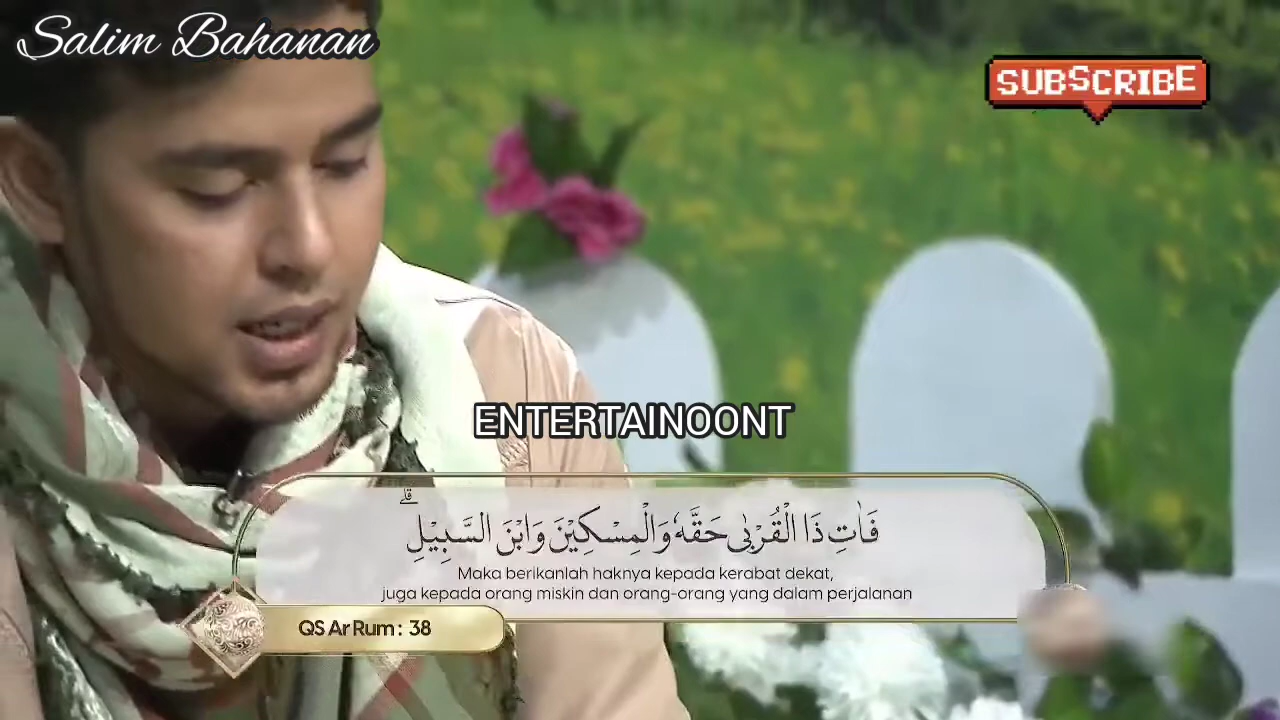 Salim Bahanan
SUBSCRIBE
ENTERTAINOONT
فَاٰتِ ذَا الْقُرْبٰى حَقَّهٗ وَالْمِسْكِيْنَ وَابْنَ السَّبِيْلِۗ
Maka berikanlah haknya kepada kerabat dekat,
juga kepada orang miskin dan orang-orang yang dalam perjalanan
QS Ar Rum : 38